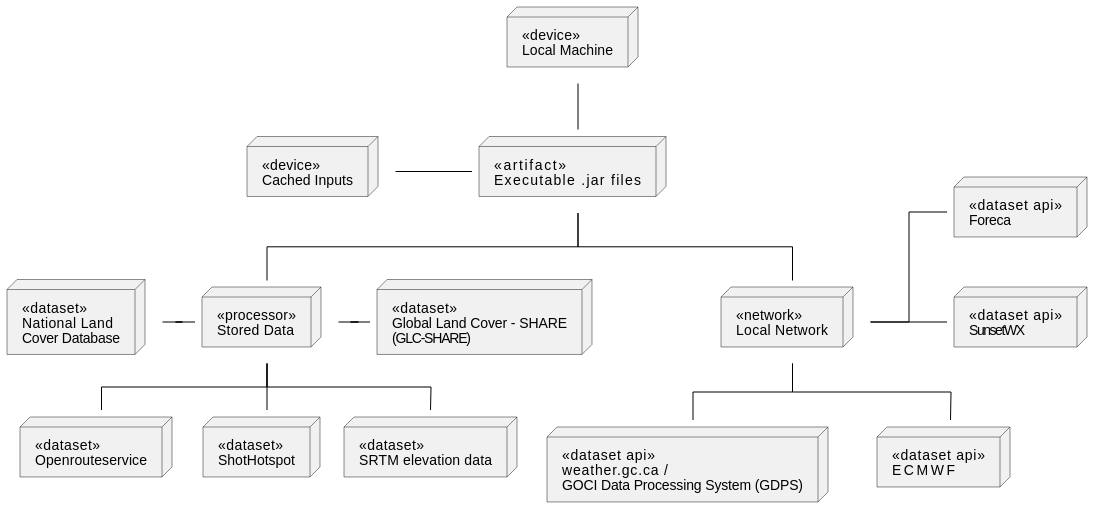 «device»
Local Machine
«device»
Cached Inputs
«artifact»
Executable .jar files
«dataset api»
Foreca
«dataset»
National Land
Cover Database
«processor»
Stored Data
«dataset»
Global Land Cover - SHARE
(GLC-SHARE)
«network»
Local Network
«dataset api»
SunsetWX
«dataset»
Openrouteservice
«dataset»
ShotHotspot
«dataset»
SRTM elevation data
«dataset api»
weather.gc.ca /
GOCI Data Processing System (GDPS)
«dataset api»
ECMWF